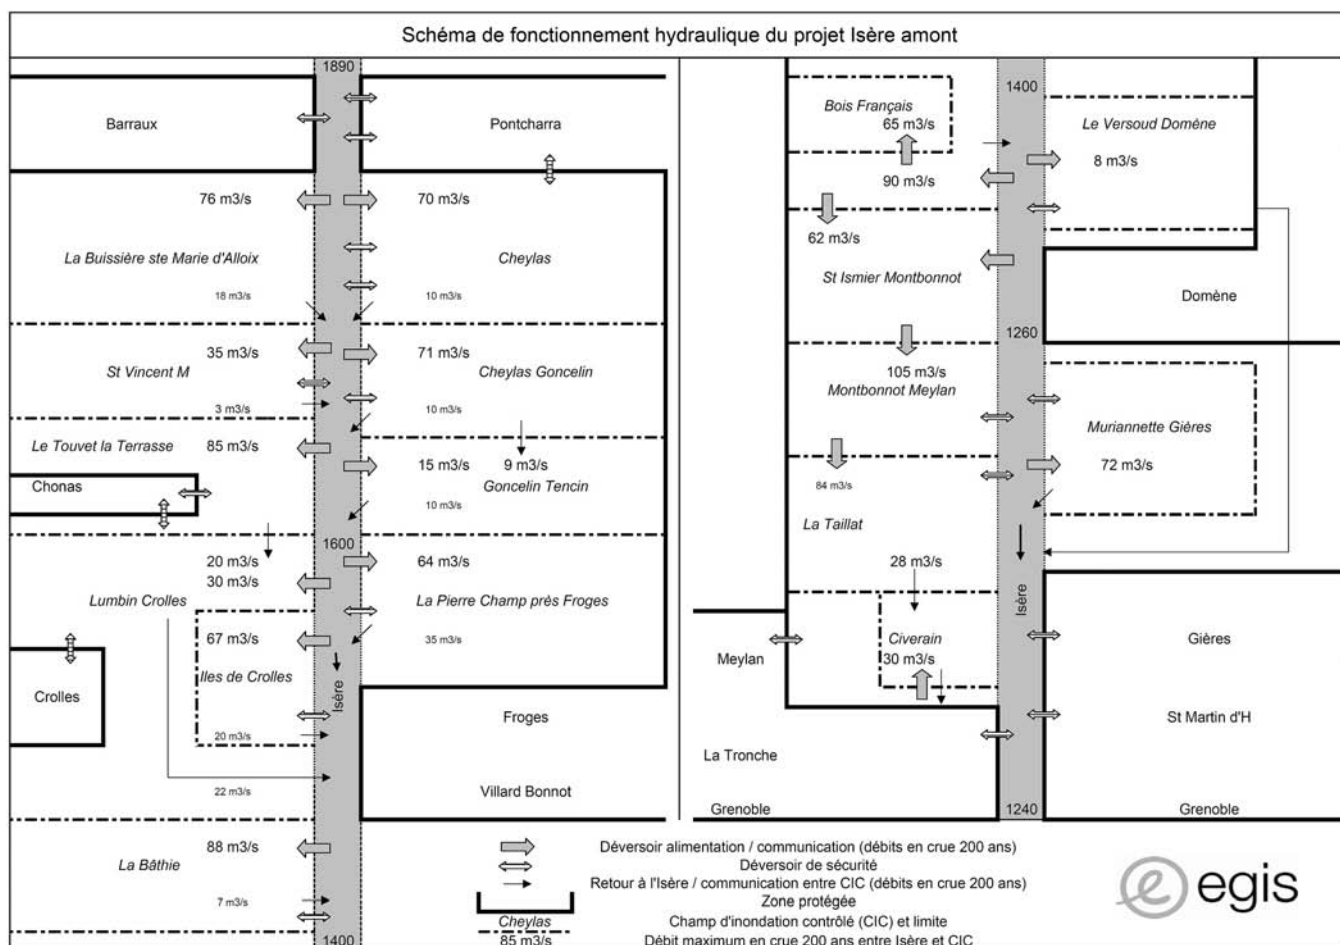 Schéma de fonctionnement hydraulique du projet Isère amont
1890
Barraux
Pontcharra
76 m3/s
70 m3/s
La Buissière ste Marie d'Alloix
Cheylas
18 m3/s
10 m3/s
35 m3/s
71 m3/s
St Vincent M
Cheylas Goncelin
3 m3/s
10 m3/s
Le Touvet la Terrasse
85 m3/s
15 m3/s
9 m3/s
Chonas
Goncelin Tencin
10 m3/s
1600
20 m3/s
64 m3/s
30 m3/s
Lumbin Crolles
La Pierre Champ près Froges
67 m3/s
35 m3/s
Iles de Crolles
Isère
Crolles
Froges
20 m3/s
22 m3/s
Villard Bonnot
88 m3/s
La Bâthie
7 m3/s
1400
Bois Français
1400
65 m3/s
Le Versoud Domène
8 m3/s
90 m3/s
62 m3/s
St Ismier Montbonnot
Domène
1260
105 m3/s
Montbonnot Meylan
Muriannette Gières
72 m3/s
84 m3/s
La Taillat
28 m3/s
Isère
Civerain
Gières
Meylan
30 m3/s
St Martin d'H
La Tronche
Grenoble
1240
Grenoble
Déversoir alimentation / communication (débits en crue 200 ans)
Déversoir de sécurité
Retour à l'Isère / communication entre CIC (débits en crue 200 ans)
Zone protégée
Cheylas
Champ d'inondation contrôlé (CIC) et limite
85 m3/s
Débit maximum en crue 200 ans entre Isère et CIC
egis